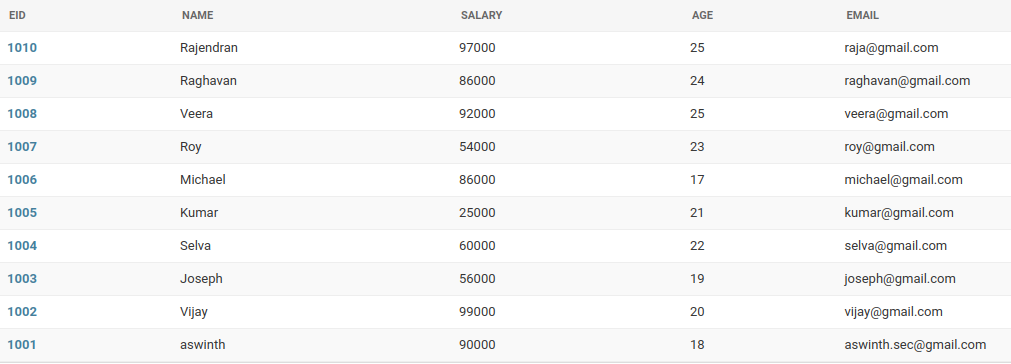 EID NAME SALARY AGE EMAIL
1010 Rajendran 97000 25 raja@gmail.com
1009 Raghavan 86000 24 raghavan@gmail.com
1008 Veera 92000 25 veera@gmail.com
1007 Roy 54000 23 roy@gmail.com
1006 Michael 86000 17 michael@gmail.com
1005 Kumar 25000 21 kumar@gmail.com
1004 Selva 60000 22 selva@gmail.com
1003 Joseph 56000 19 joseph@gmail.com
1002 Vijay 99000 20 vijay@gmail.com
1001 aswinth 90000 18 aswinth.sec@gmail.com